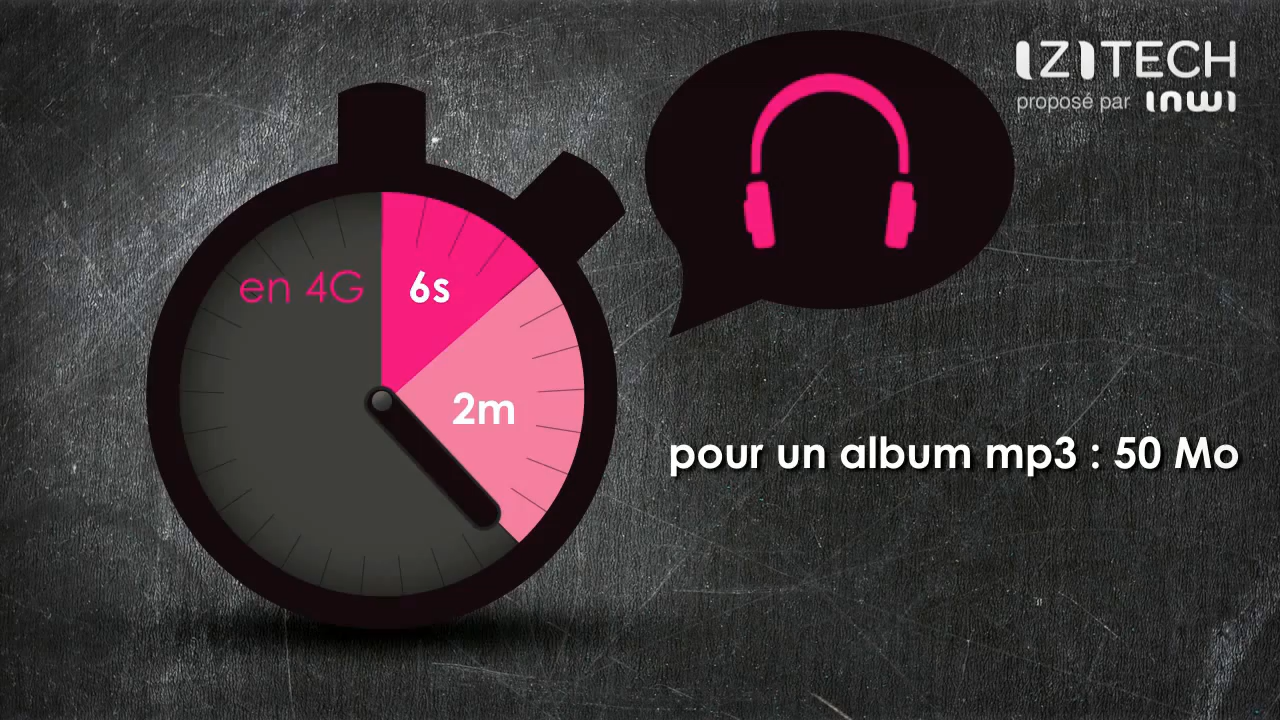 IZITECH
proposé par inwi
en 4G
6s
2m
pour un album mp3 : 50 Mo